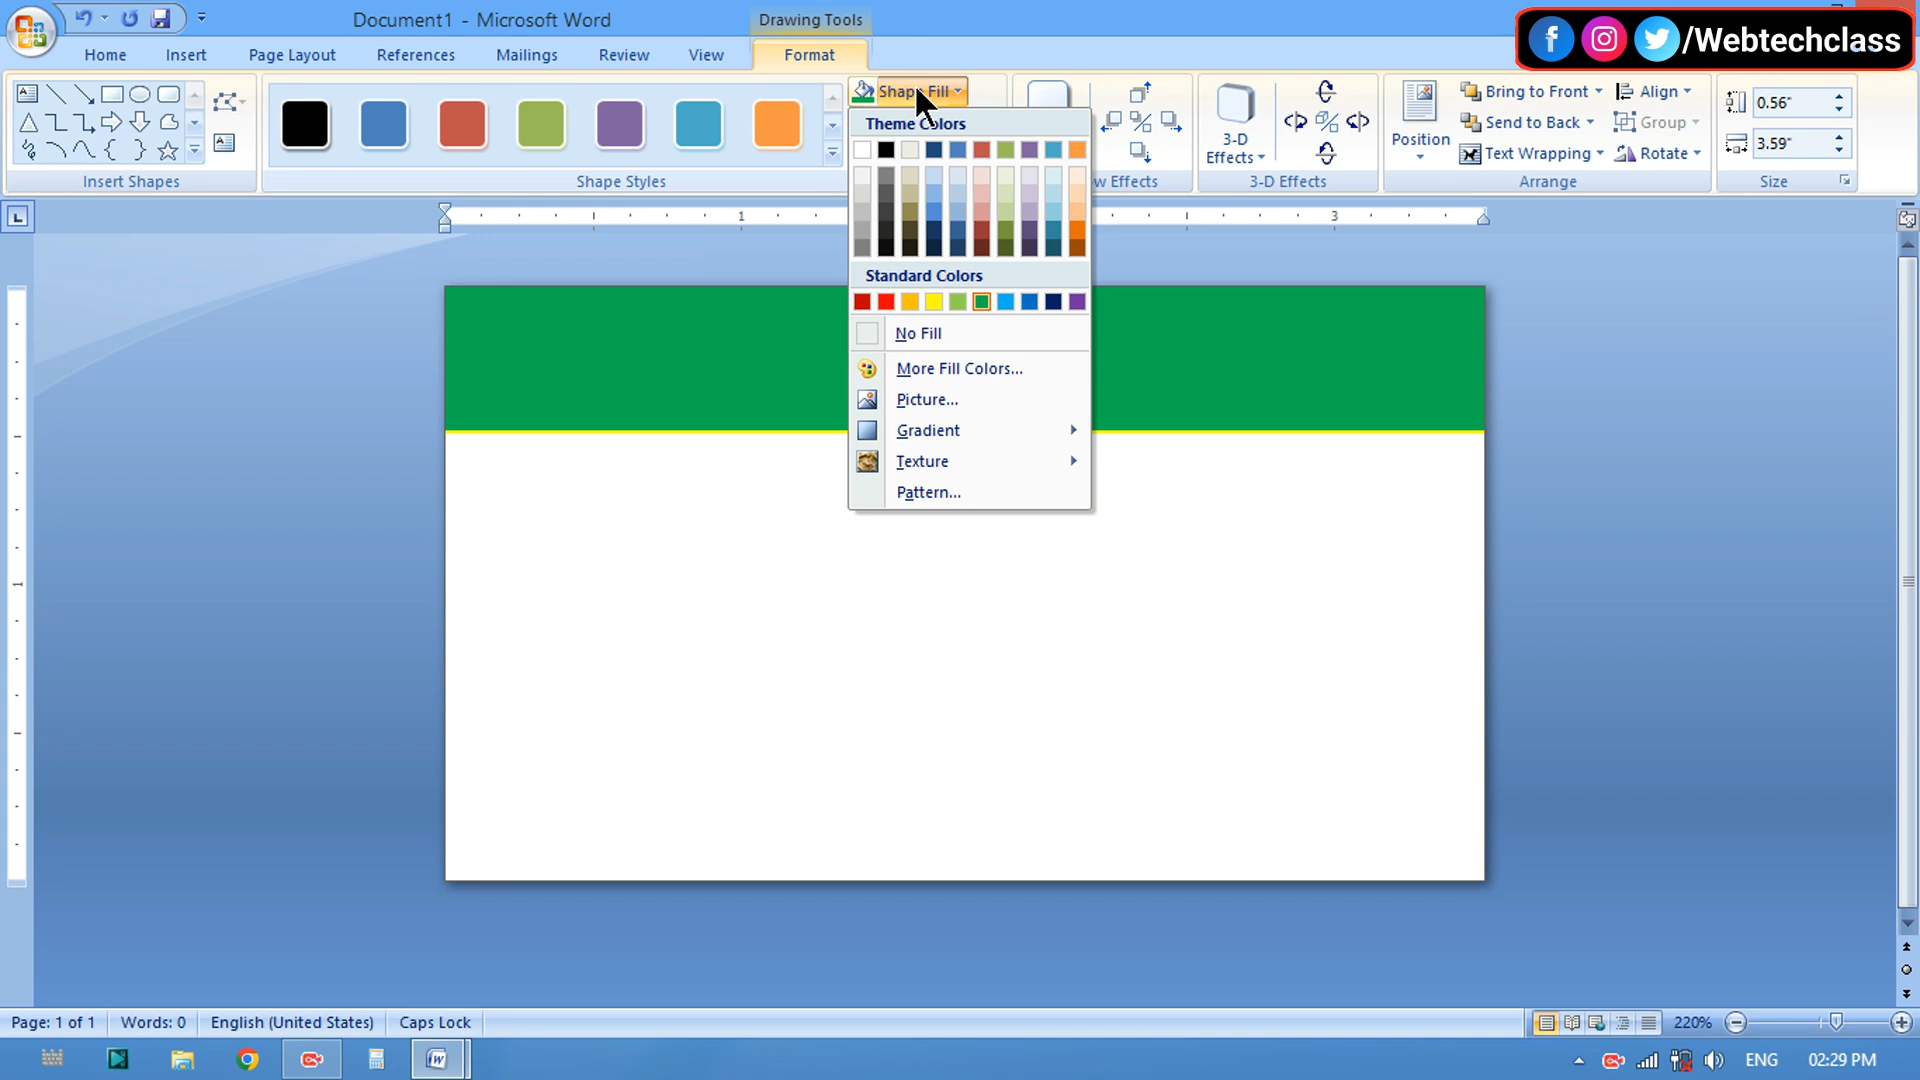 Document1 - Microsoft Word
Drawing Tools
/Webtechclass
Home
Insert
Page Layout
References
Mailings
Review
View
Format
Shape Fill
Bring to Front
Align
0.56"
Send to Back
Group
3.59"
Text Wrapping
Rotate
3-D
Effects
Position
Insert Shapes
Shape Styles
w Effects
3-D Effects
Arrange
Size
Theme Colors
1
3
Standard Colors
No Fill
More Fill Colors...
Picture...
Gradient
Texture
Pattern...
1
Page: 1 of 1
Words: 0
English (United States)
Caps Lock
220%
ENG
02:29 PM